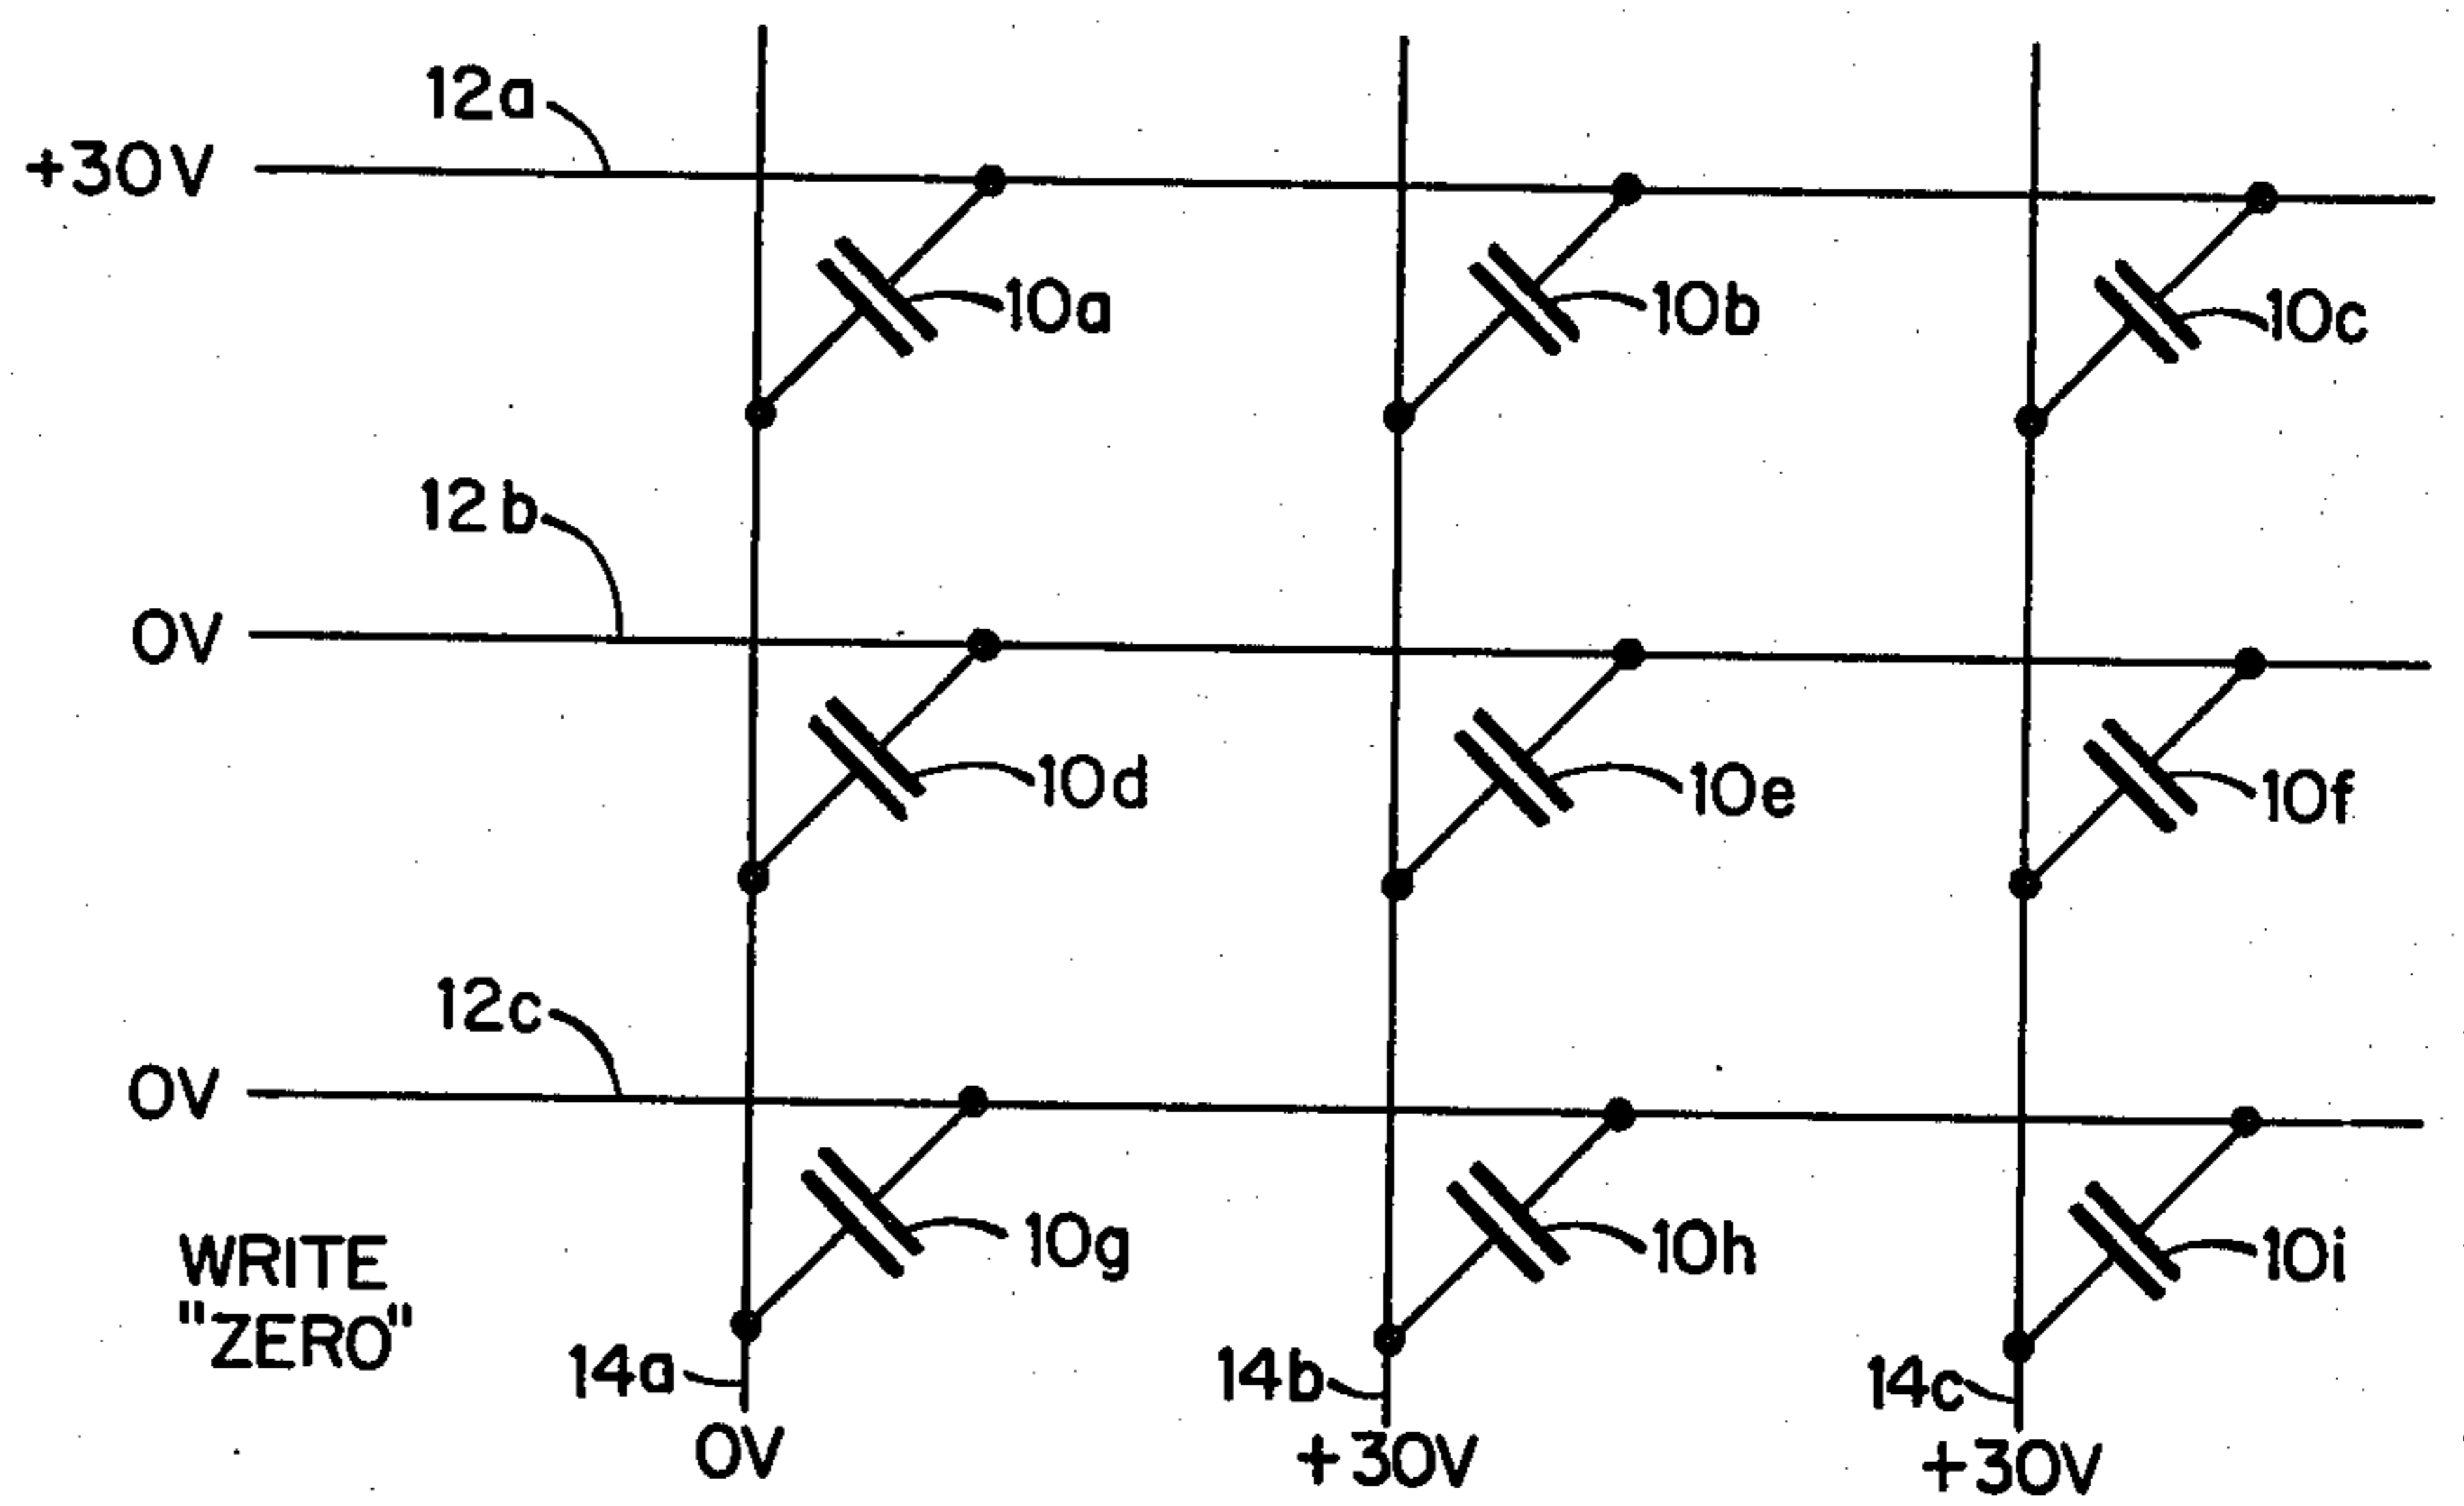 12a
+30V
10a
10b
10c
12b
0V
10d
10e
10f
12c
0V
10g
10h
10i
WRITE
"ZERO"
14a
14b
14c
0V
+30V
+30V